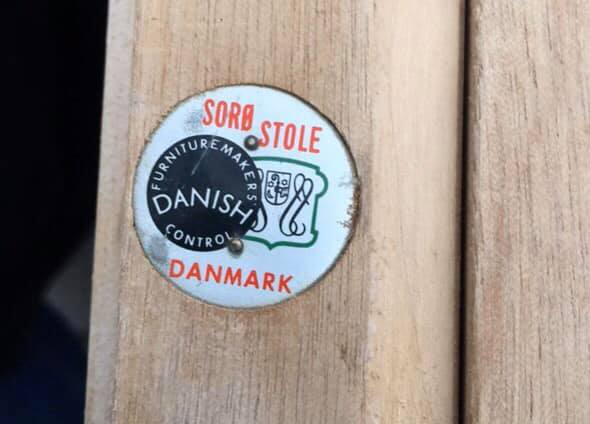 SORØ
STOLE
FURNITUREMAKERS'
DANISH
CONTROL
DANMARK